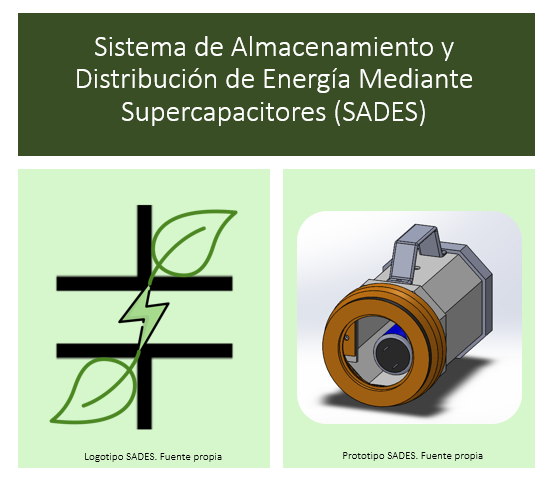 Sistema de Almacenamiento y
Distribución de Energía Mediante
Supercapacitores (SADES)
Logotipo SADES. Fuente propia
Prototipo SADES. Fuente propia